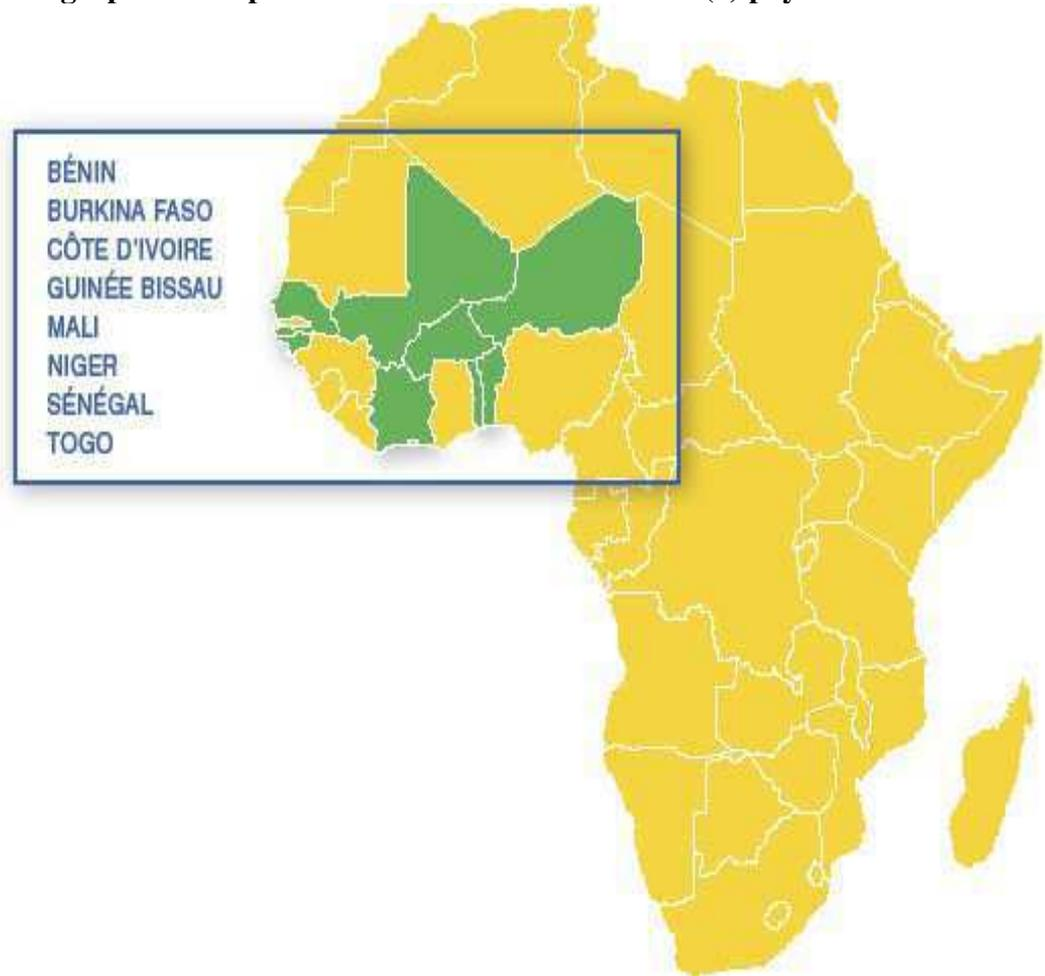 BÉNIN
BURKINA FASO
CÔTE D'IVOIRE
GUINÉE BISSAU
MALI
NIGER
SÉNÉGAL
TOGO